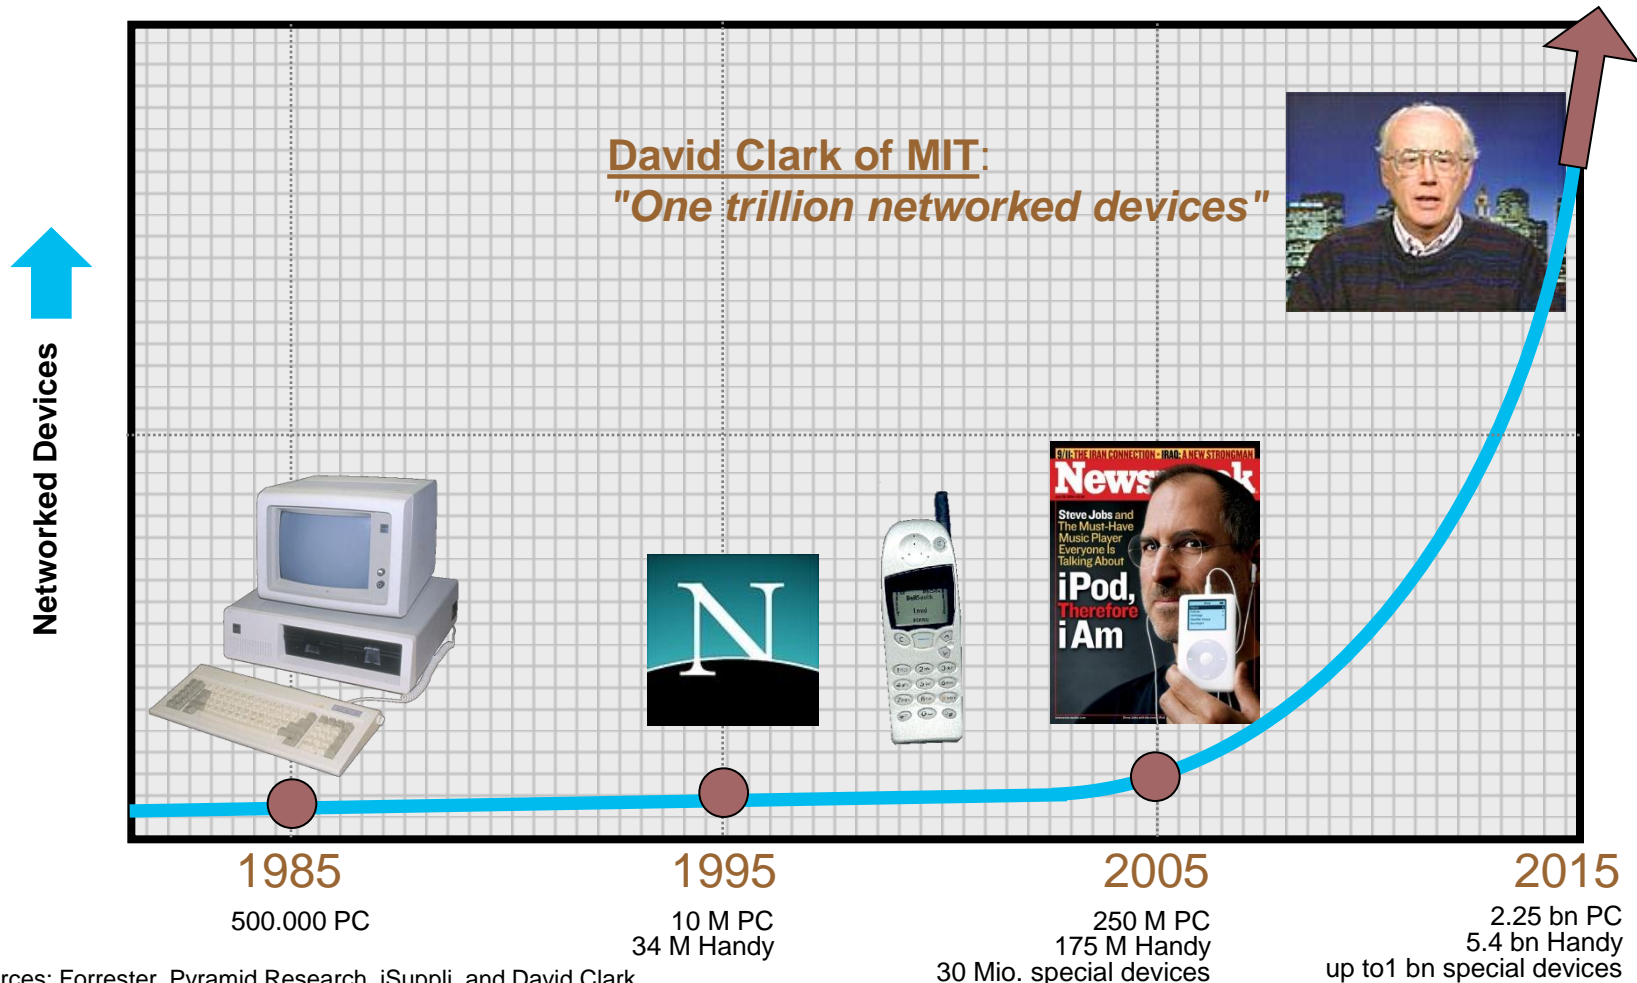 David Clark of MIT:
"One trillion networked devices"
Networked Devices
9/11: THE IRAN CONNECTION • IRAQ: A NEW STRONGMAN
News k
Steve Jobs and
The Must-Have
Music Player
Everyone Is
Talking About
iPod,
Therefore
iAm
N
1985
1995
2005
2015
500.000 PC
10 M PC
34 M Handy
250 M PC
175 M Handy
30 Mio. special devices
2.25 bn PC
5.4 bn Handy
up to1 bn special devices
rces: Forrester, Pyramid Research, iSuppli, and David Clark